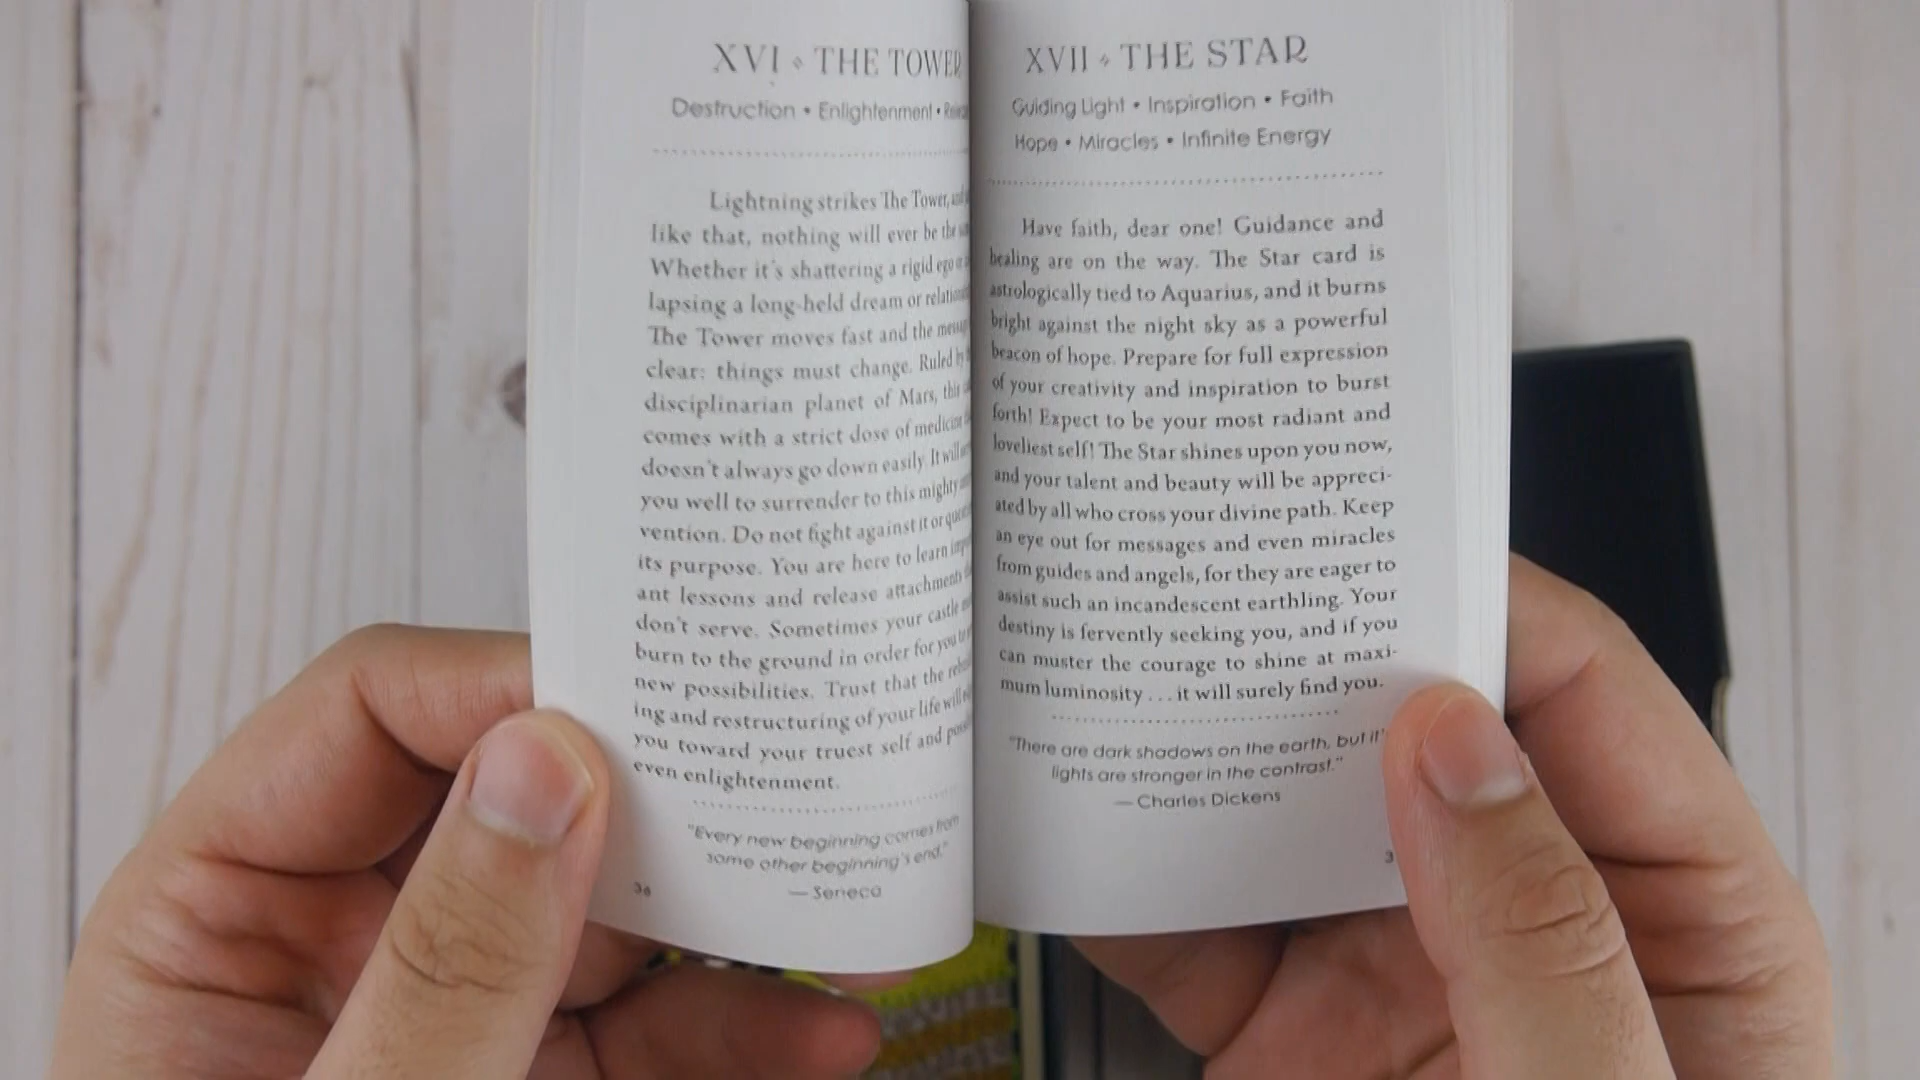 XVI THE TOWER
Destruction • Enlightenment •
Lightning strikes The Tower,
like that, nothing will ever be the
Whether it's shattering a rigid ego
lapsing a long-held dream or
The Tower moves fast and the
clear: things must change. Ruled
disciplinarian planet of Mars, this
comes with a strict dose of medicine
doesn't always go down easily. It will
you well to surrender to this mighty
vention. Do not fight against it or
its purpose. You are here to learn
ant lessons and release attachments
don't serve. Sometimes your castle
burn to the ground in order for you
new possibilities. Trust that the
ing and restructuring of your life will
you toward your truest self and
even enlightenment.
"Every new beginning comes from
some other beginning's end."
— Seneca
36
XVII THE STAR
Guiding Light • Inspiration • Faith
Hope • Miracles • Infinite Energy
Have faith, dear one! Guidance and
healing are on the way. The Star card is
astrologically tied to Aquarius, and it burns
bright against the night sky as a powerful
beacon of hope. Prepare for full expression
of your creativity and inspiration to burst
forth! Expect to be your most radiant and
loveliest self! The Star shines upon you now,
and your talent and beauty will be appreci-
ated by all who cross your divine path. Keep
an eye out for messages and even miracles
from guides and angels, for they are eager to
assist such an incandescent earthling. Your
destiny is fervently seeking you, and if you
can muster the courage to shine at maxi-
mum luminosity . . . it will surely find you.
"There are dark shadows on the earth, but it's
lights are stronger in the contrast."
— Charles Dickens
3